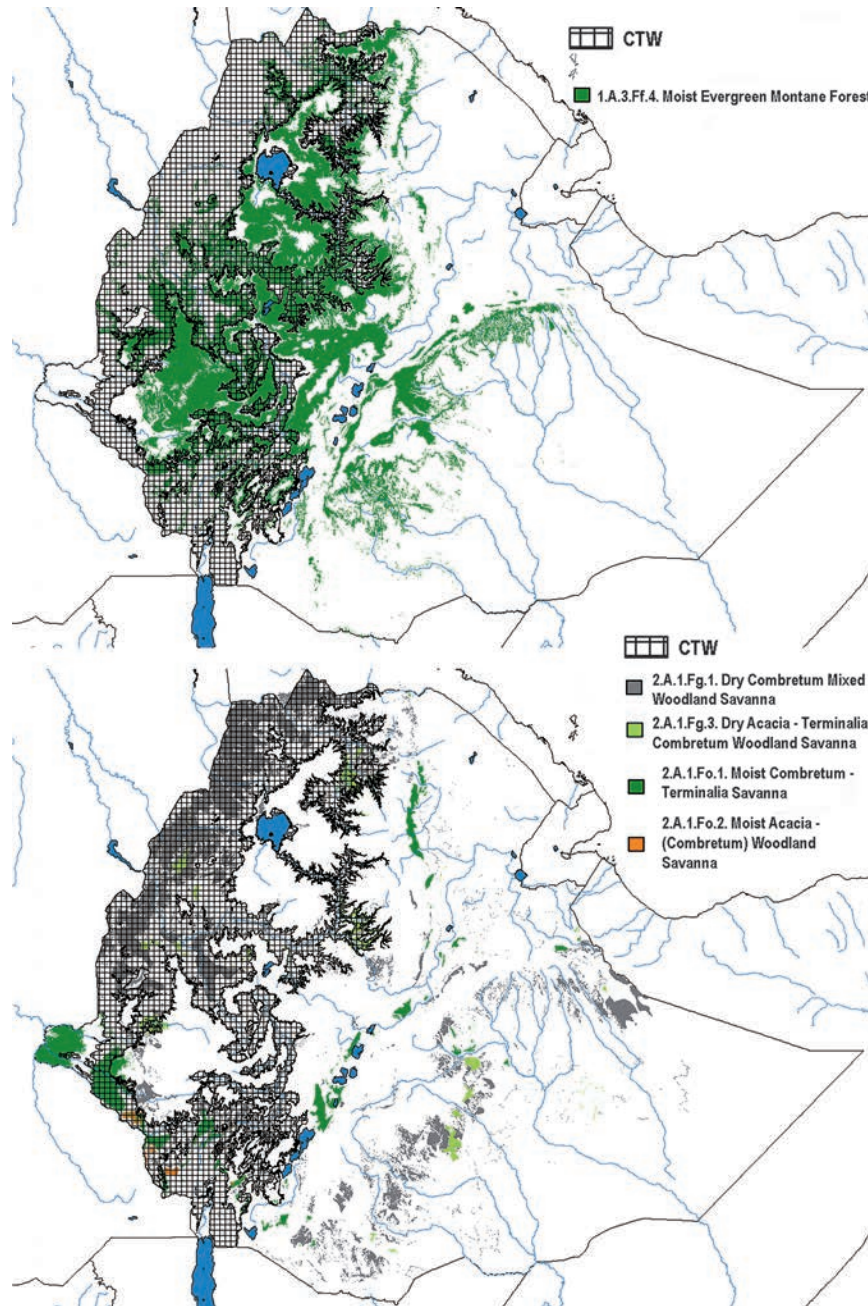 CTW
1.A.3.Ff.4. Moist Evergreen Montane Forest
CTW
2.A.1.Fg.1. Dry Combretum Mixed
Woodland Savanna
2.A.1.Fg.3. Dry Acacia - Terminalia
Combretum Woodland Savanna
2.A.1.Fo.1. Moist Combretum -
Terminalia Savanna
2.A.1.Fo.2. Moist Acacia -
(Combretum) Woodland
Savanna